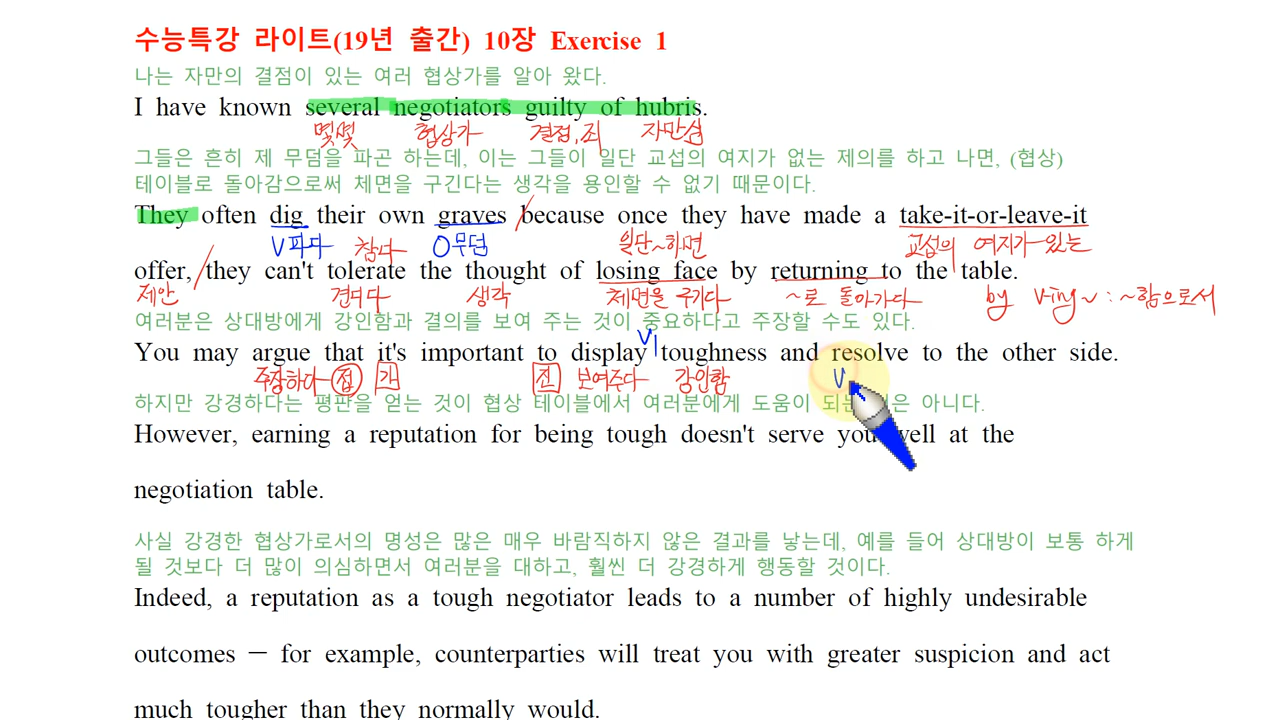 수능특강 라이트(19년 출간) 10장 Exercise 1
나는 자만의 결점이 있는 여러 협상가를 알아 왔다.
I have known several negotiators guilty of hubris.
몇몇 협상가 결점,죄 자만심
그들은 흔히 제 무덤을 파곤 하는데, 이는 그들이 일단 교섭의 여지가 없는 제의를 하고 나면, (협상)
테이블로 돌아감으로써 체면을 구긴다는 생각을 용인할 수 없기 때문이다.
They often dig their own graves because once they have made a take-it-or-leave-it
V파다 참다 O무덤 일단~하면 교섭의 여지가 있는
offer, they can't tolerate the thought of losing face by returning to the table.
제안 견디다 생각 체면을 구기다 ~로 돌아가다 by v-ing~ : ~함으로서
여러분은 상대방에게 강인함과 결의를 보여 주는 것이 중요하다고 주장할 수도 있다.
V
You may argue that it's important to display toughness and resolve to the other side.
주장하다 접 가 진 보여주다 강인함 V
하지만 강경하다는 평판을 얻는 것이 협상 테이블에서 여러분에게 도움이 되는 아니다.
However, earning a reputation for being tough doesn't serve you well at the
negotiation table.
사실 강경한 협상가로서의 명성은 많은 매우 바람직하지 않은 결과를 낳는데, 예를 들어 상대방이 보통 하게
될 것보다 더 많이 의심하면서 여러분을 대하고, 훨씬 더 강경하게 행동할 것이다.
Indeed, a reputation as a tough negotiator leads to a number of highly undesirable
outcomes ─ for example, counterparties will treat you with greater suspicion and act
much tougher than they normally would.